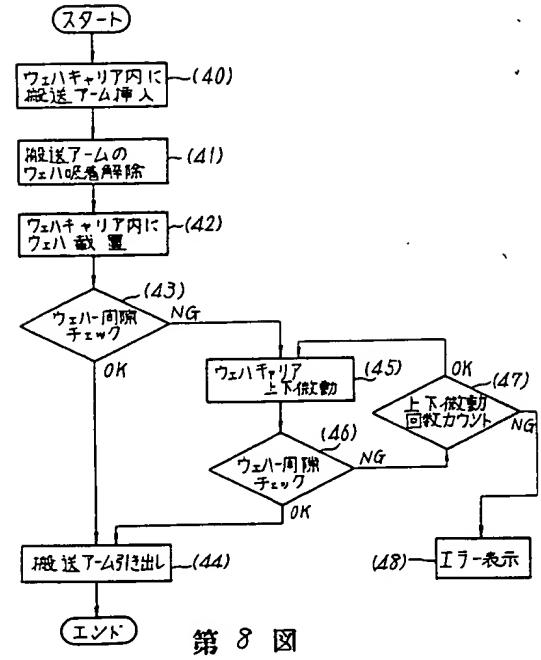 スタート
ウェハキャリア内に
搬送アーム挿入
(40)
搬送アームの
ウェハ吸着解除
(41)
ウェハキャリア内に
ウェハ載置
(42)
(43)
ウェハー間隙
チェック
NG
OK
ウェハキャリア
上下微動
(45)
OK
(47)
上下微動
回数カウント
NG
(46)
ウェハー間隙
チェック
NG
OK
搬送アーム引き出し
(44)
(48)
エラー表示
エンド
第8図